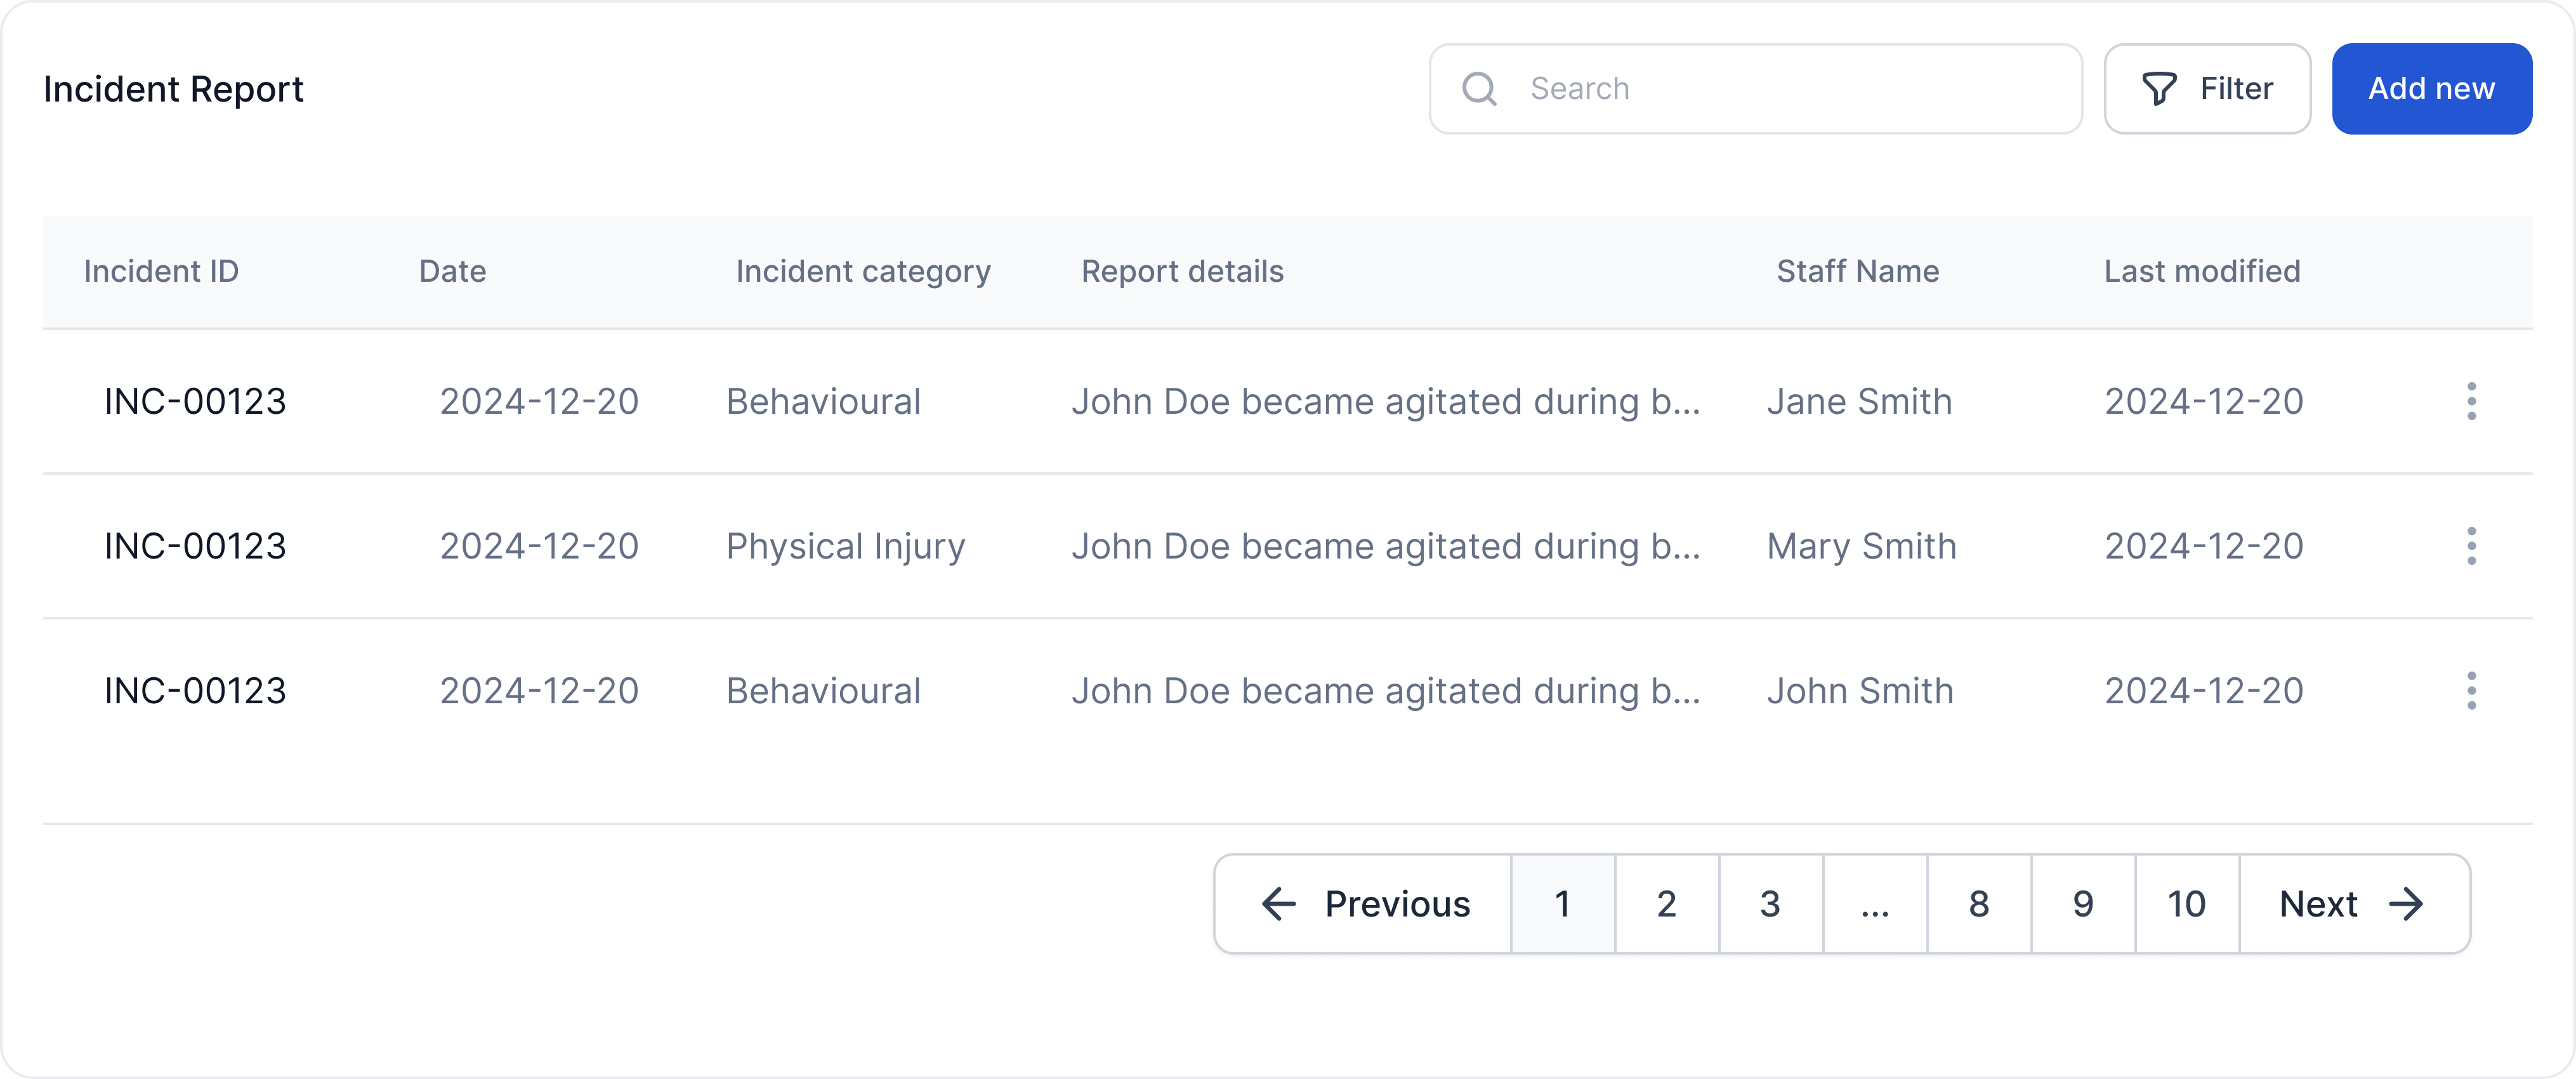 Incident Report
Search
Filter
Add new
Incident ID Date Incident category Report details Staff Name Last modified
INC-00123 2024-12-20 Behavioural John Doe became agitated during b... Jane Smith 2024-12-20
INC-00123 2024-12-20 Physical Injury John Doe became agitated during b... Mary Smith 2024-12-20
INC-00123 2024-12-20 Behavioural John Doe became agitated during b... John Smith 2024-12-20
Previous 1 2 3 ... 8 9 10 Next